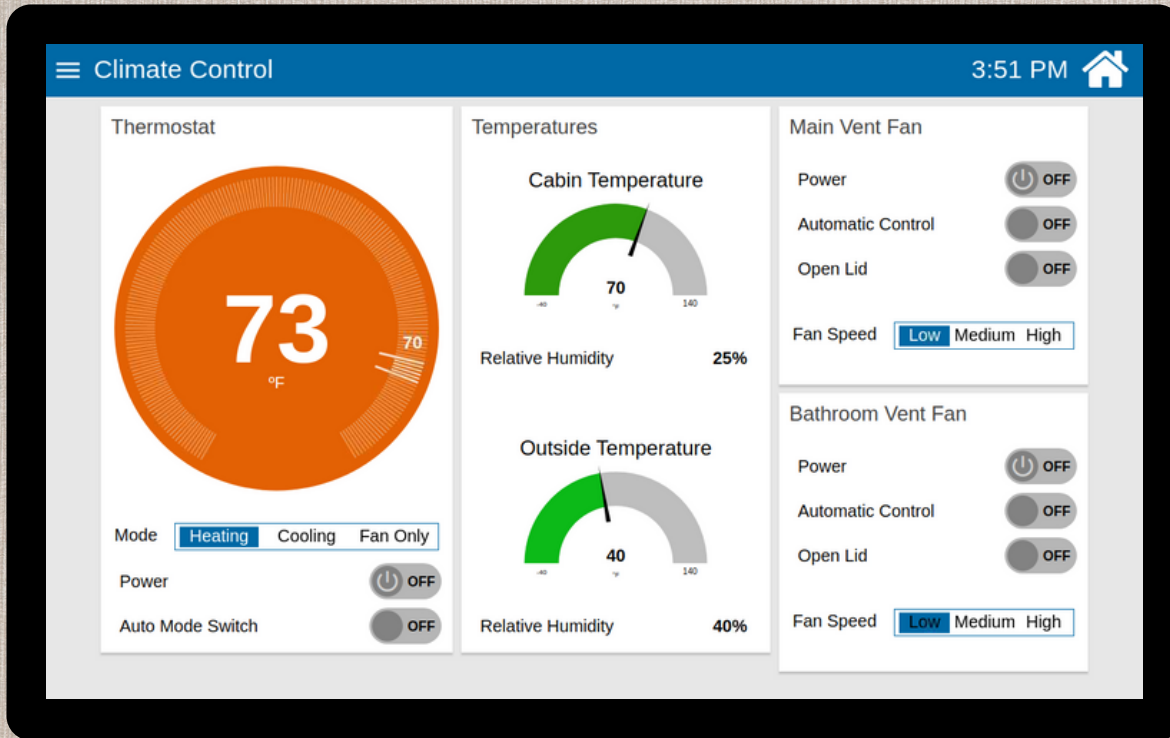 Climate Control
3:51 PM
Thermostat
73
70
°F
Mode Heating Cooling Fan Only
Power OFF
Auto Mode Switch OFF
Temperatures
Cabin Temperature
70
-40 °F 140
Relative Humidity 25%
Outside Temperature
40
-40 °F 140
Relative Humidity 40%
Main Vent Fan
Power OFF
Automatic Control OFF
Open Lid OFF
Fan Speed Low Medium High
Bathroom Vent Fan
Power OFF
Automatic Control OFF
Open Lid OFF
Fan Speed Low Medium High